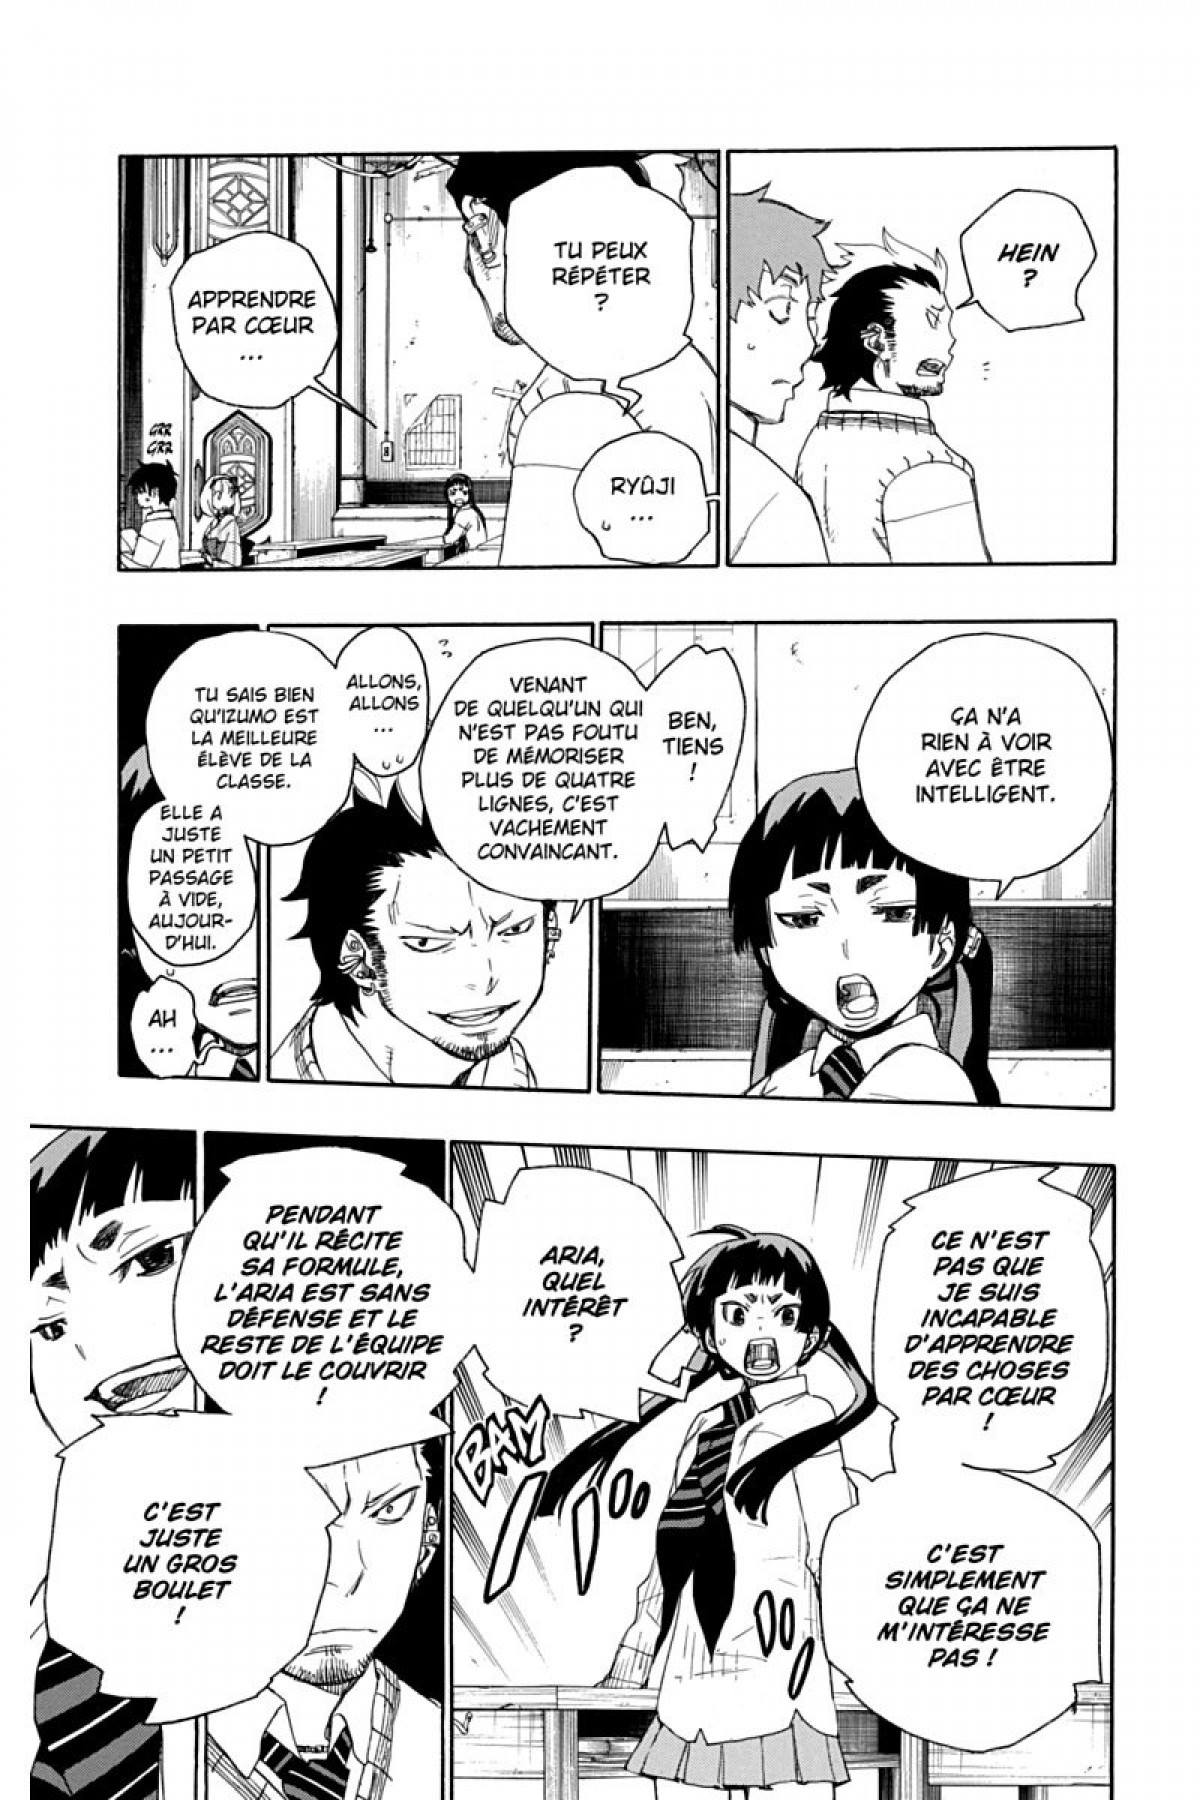 HEIN
?
TU PEUX
RÉPÉTER
?
RYÛJI
...
APPRENDRE
PAR CŒUR
...
GRR
GRR
ÇA N'A
RIEN À VOIR
AVEC ÊTRE
INTELLIGENT.
BEN,
TIENS
!
VENANT
DE QUELQU'UN QUI
N'EST PAS FOUTU
DE MÉMORISER
PLUS DE QUATRE
LIGNES, C'EST
VACHEMENT
CONVAINCANT.
ALLONS,
ALLONS
...
TU SAIS BIEN
QU'IZUMO EST
LA MEILLEURE
ÉLÈVE DE LA
CLASSE.
ELLE A
JUSTE
UN PETIT
PASSAGE
À VIDE,
AUJOUR-
D'HUI.
AH
...
CE N'EST
PAS QUE
JE SUIS
INCAPABLE
D'APPRENDRE
DES CHOSES
PAR CŒUR
!
C'EST
SIMPLEMENT
QUE ÇA NE
M'INTÉRESSE
PAS !
ARIA,
QUEL
INTÉRÊT
?
BAM
DOO
DOO
PENDANT
QU'IL RÉCITE
SA FORMULE,
L'ARIA EST SANS
DÉFENSE ET LE
RESTE DE L'ÉQUIPE
DOIT LE COUVRIR
!
C'EST
JUSTE
UN GROS
BOULET
!